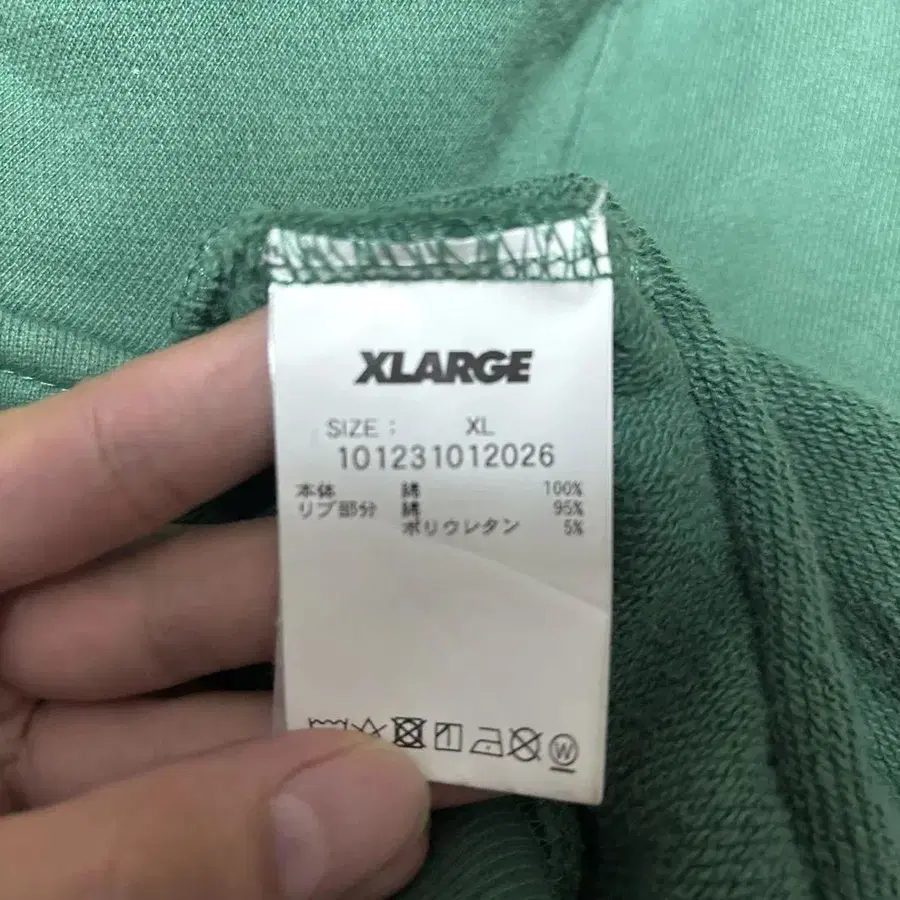 XLARGE
SIZE : XL
101231012026
本体 綿 100%
リブ部分 綿 95%
ポリウレタン 5%
W